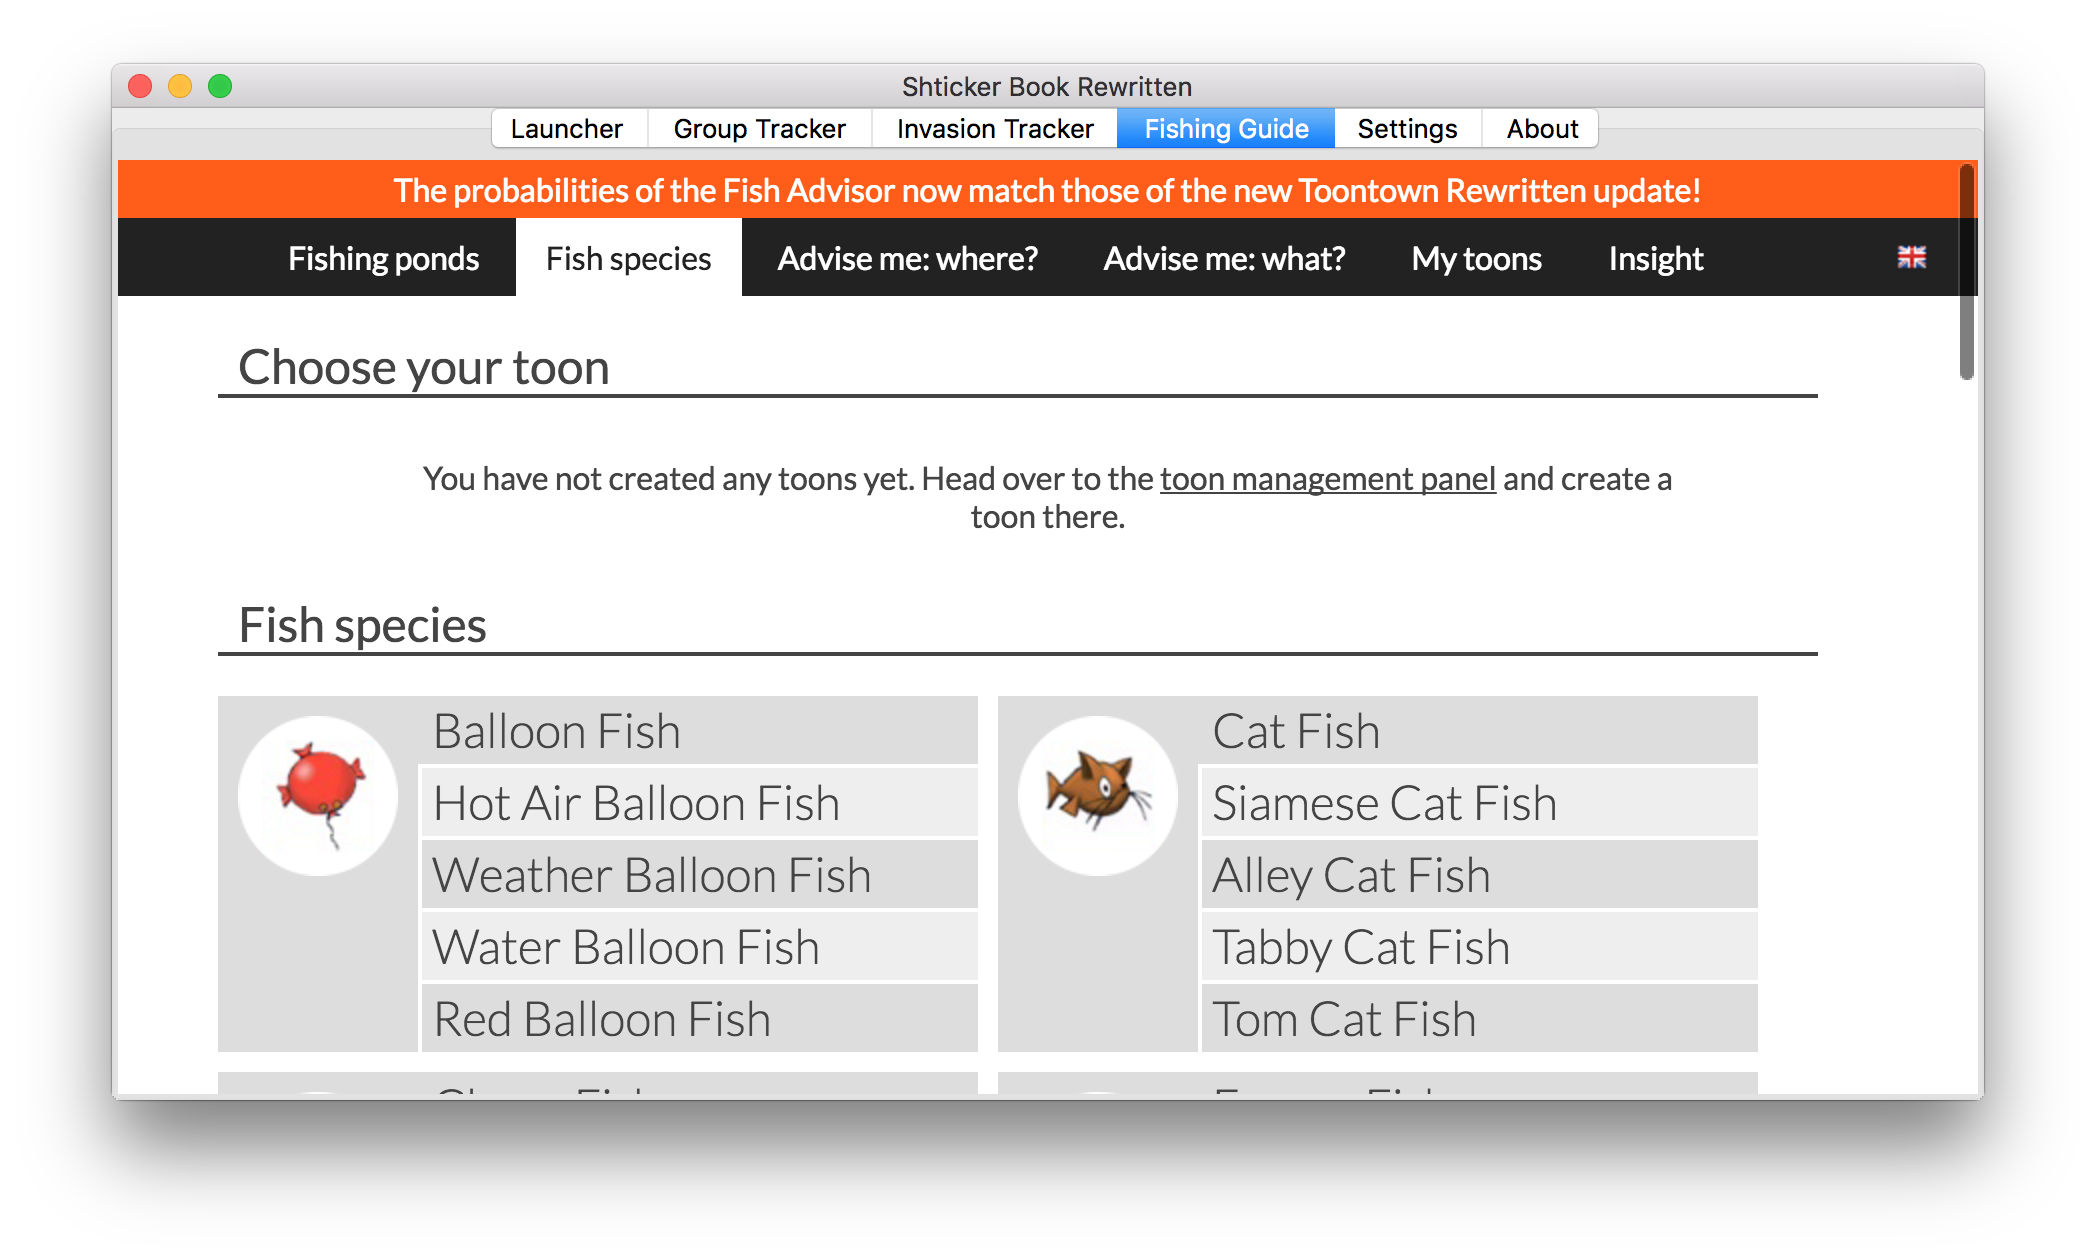 Shticker Book Rewritten
Launcher
Group Tracker
Invasion Tracker
Fishing Guide
Settings
About
The probabilities of the Fish Advisor now match those of the new Toontown Rewritten update!
Fishing ponds
Fish species
Advise me: where?
Advise me: what?
My toons
Insight
Choose your toon
You have not created any toons yet. Head over to the toon management panel and create a
toon there.
Fish species
Balloon Fish
Hot Air Balloon Fish
Weather Balloon Fish
Water Balloon Fish
Red Balloon Fish
Cat Fish
Siamese Cat Fish
Alley Cat Fish
Tabby Cat Fish
Tom Cat Fish